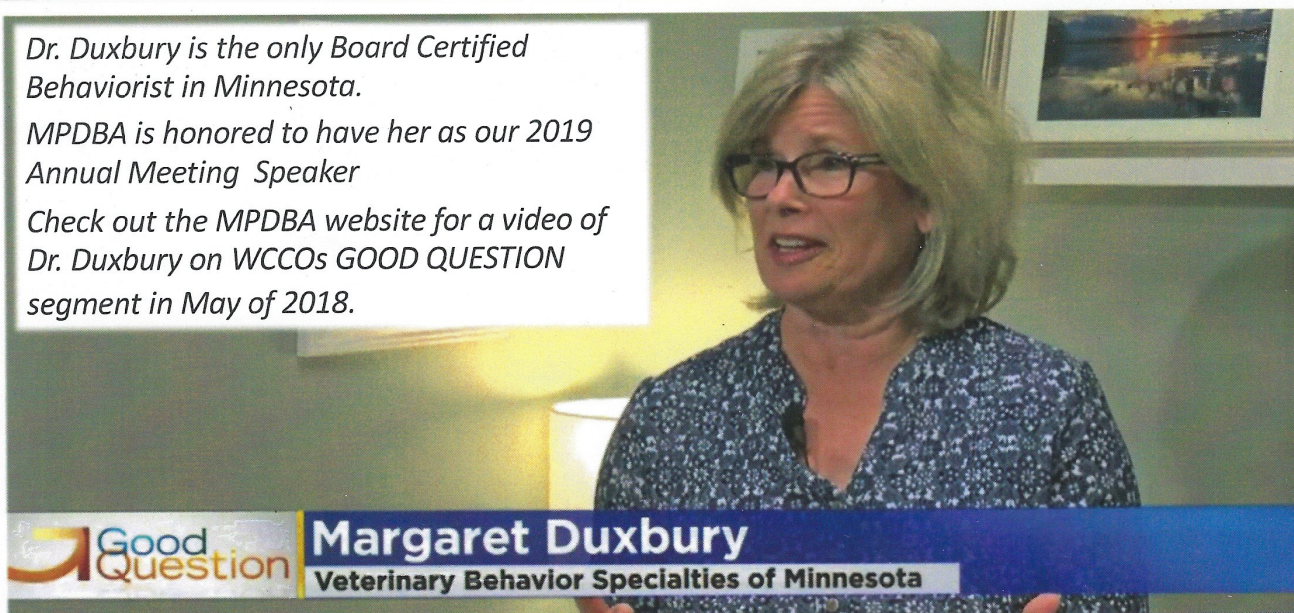 Dr. Duxbury is the only Board Certified
Behaviorist in Minnesota.
MPDBA is honored to have her as our 2019
Annual Meeting  Speaker
Check out the MPDBA website for a video of
Dr. Duxbury on WCCOs GOOD QUESTION
segment in May of 2018.
Good
Question
Margaret Duxbury
Veterinary Behavior Specialties of Minnesota